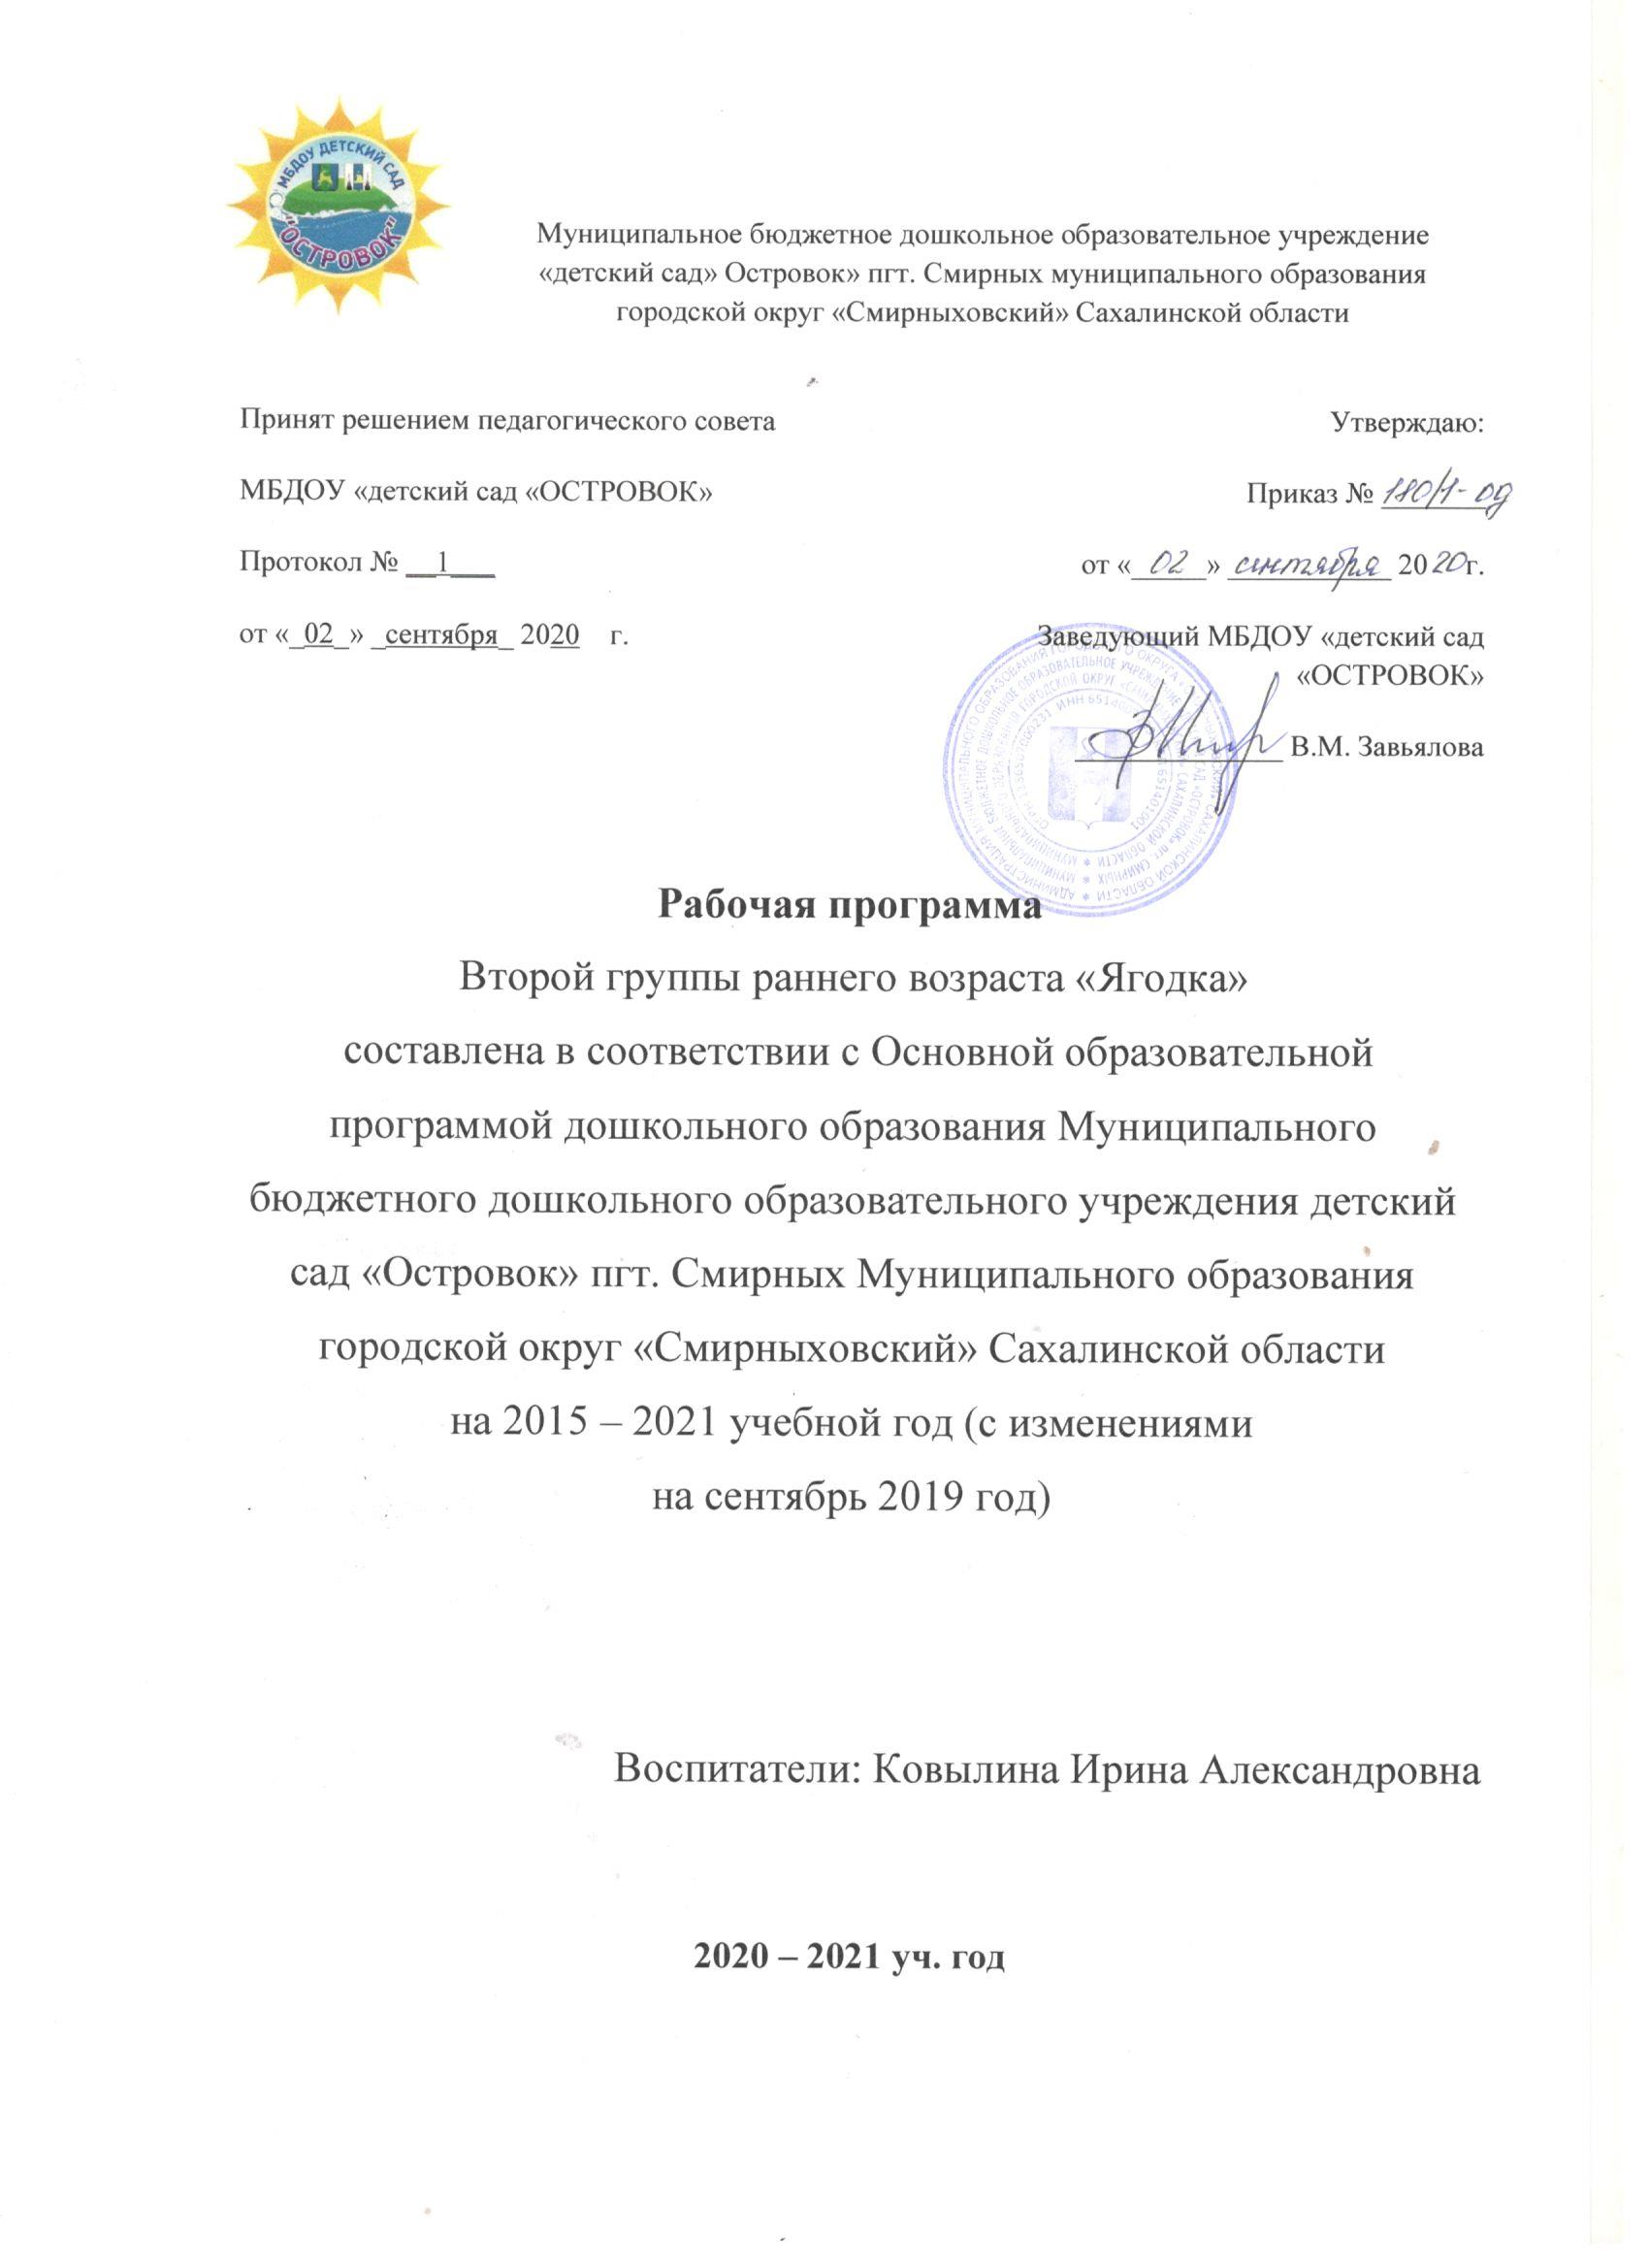 МБДОУ ДЕТСКИЙ САД
"ОСТРОВОК"
Муниципальное бюджетное дошкольное образовательное учреждение
«детский сад» Островок» пгт. Смирных муниципального образования
городской округ «Смирныховский» Сахалинской области
Принят решением педагогического совета
МБДОУ «детский сад «ОСТРОВОК»
Протокол № __1___
от «_02_» _сентября_ 2020 г.
Утверждаю:
Приказ № 180/1-од
от « 02 » сентября 2020г.
Заведующий МБДОУ «детский сад
«ОСТРОВОК»
В.М. Завьялова
Рабочая программа
Второй группы раннего возраста «Ягодка»
составлена в соответствии с Основной образовательной
программой дошкольного образования Муниципального
бюджетного дошкольного образовательного учреждения детский
сад «Островок» пгт. Смирных Муниципального образования
городской округ «Смирныховский» Сахалинской области
на 2015 – 2021 учебной год (с изменениями
на сентябрь 2019 год)
Воспитатели: Ковылина Ирина Александровна
2020 – 2021 уч. год